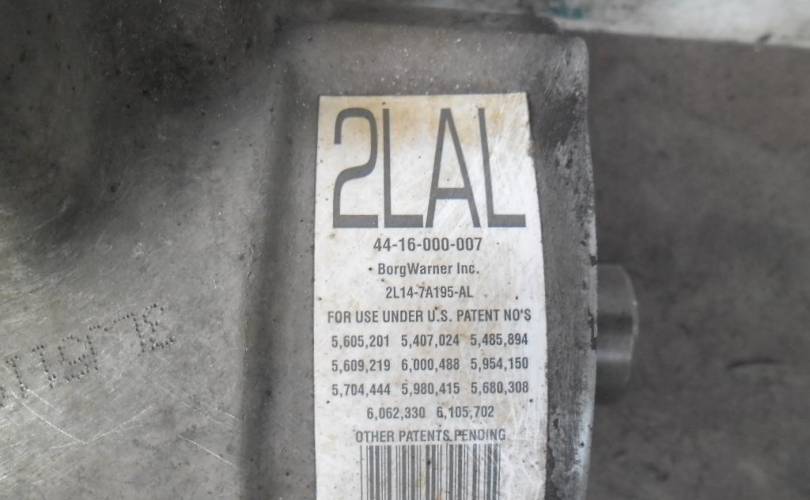 2LAL
44-16-000-007
BorgWarner Inc.
2L14-7A195-AL
FOR USE UNDER U.S. PATENT NO'S
5,605,201 5,407,024 5,485,894
5,609,219 6,000,488 5,954,150
5,704,444 5,980,415 5,680,308
6,062,330 6,105,702
OTHER PATENTS PENDING